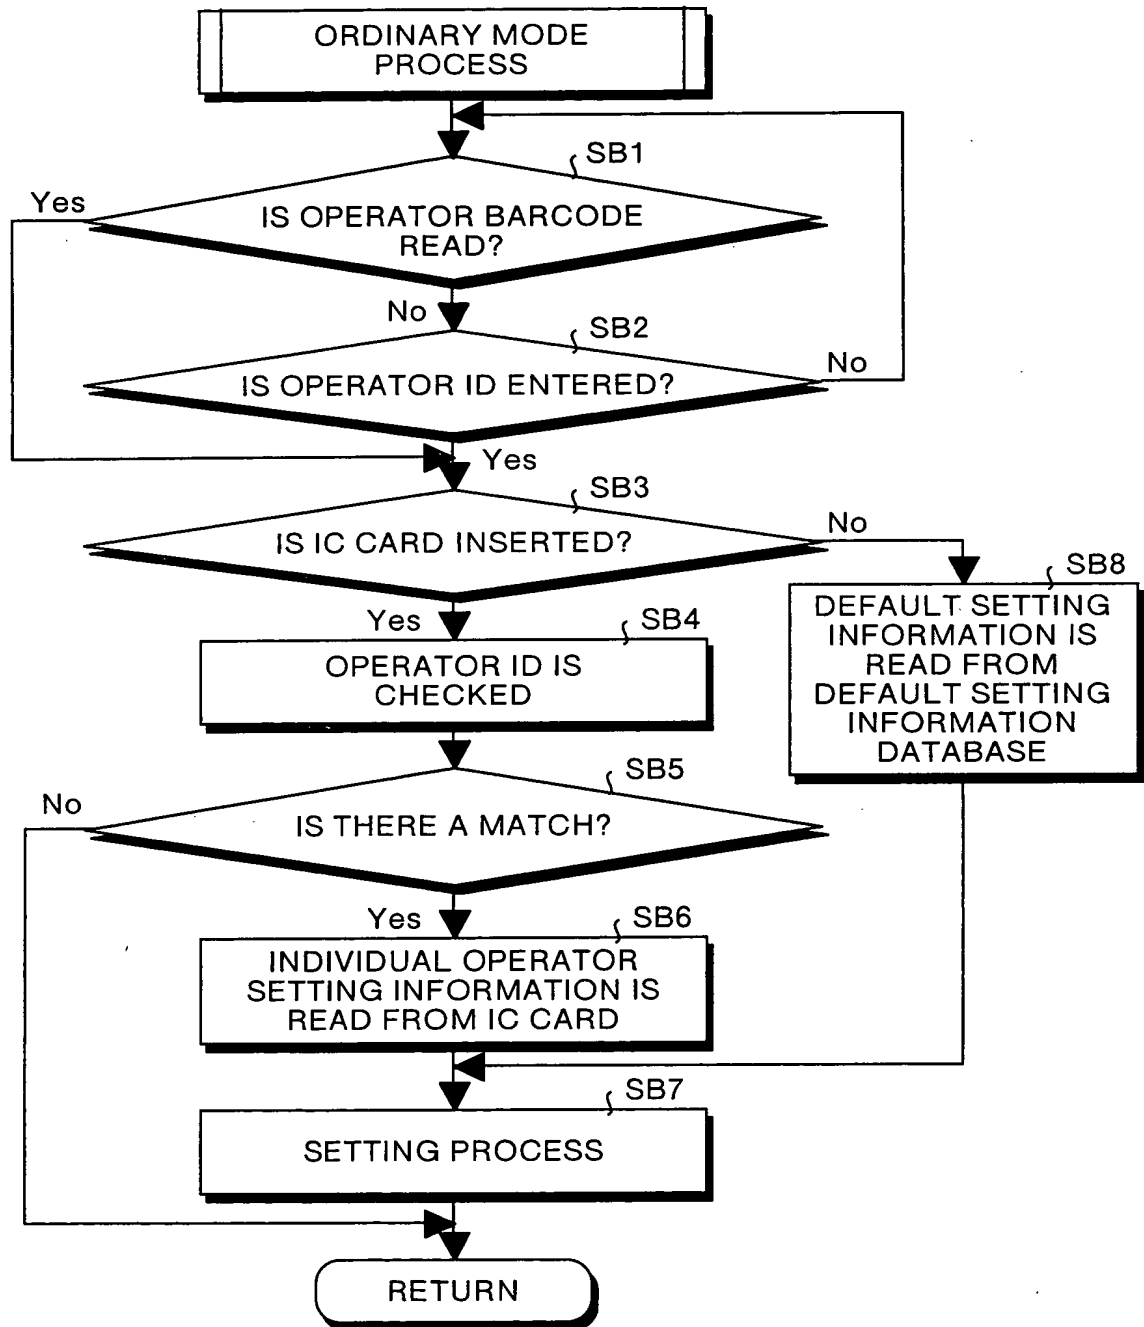 ORDINARY MODE
PROCESS
SB1
Yes
IS OPERATOR BARCODE
READ?
No
SB2
No
IS OPERATOR ID ENTERED?
Yes
SB3
No
IS IC CARD INSERTED?
SB8
DEFAULT SETTING
INFORMATION IS
READ FROM
DEFAULT SETTING
INFORMATION
DATABASE
Yes
SB4
OPERATOR ID IS
CHECKED
SB5
No
IS THERE A MATCH?
Yes
SB6
INDIVIDUAL OPERATOR
SETTING INFORMATION IS
READ FROM IC CARD
SB7
SETTING PROCESS
RETURN